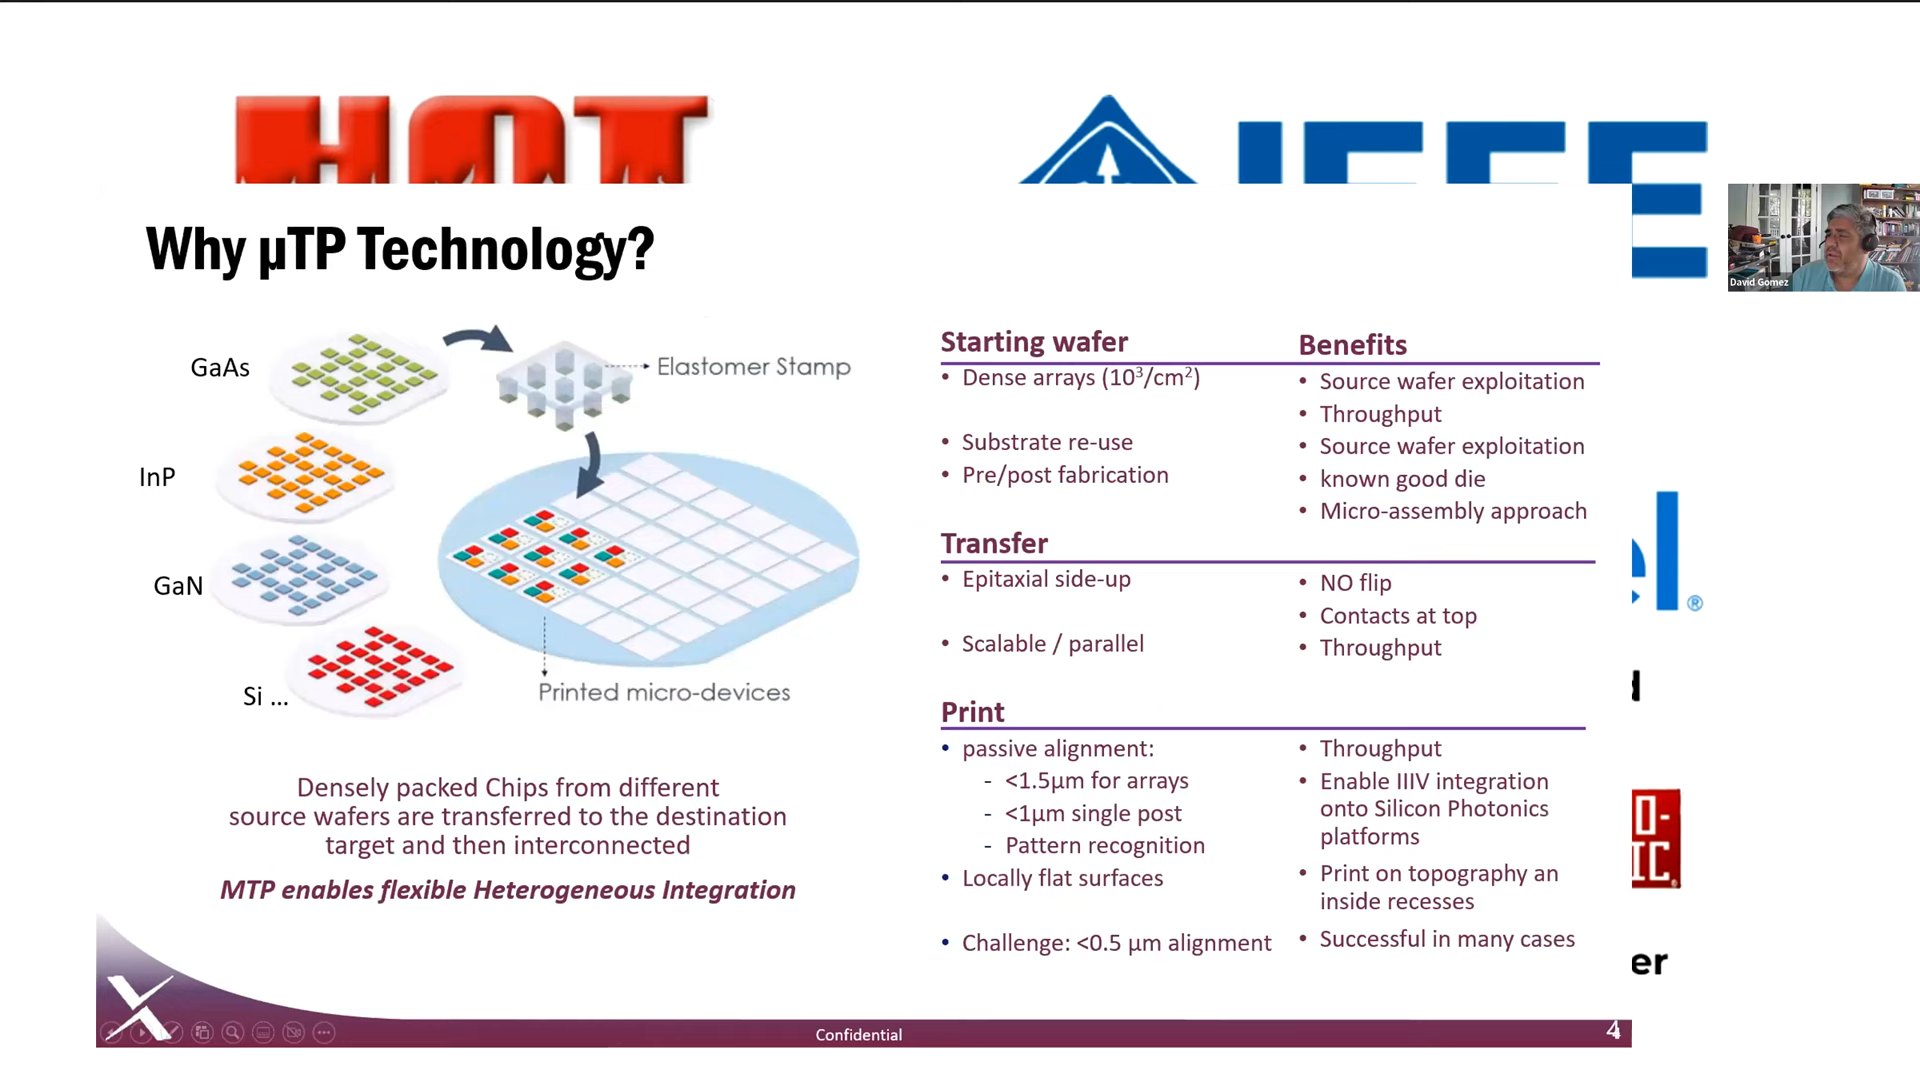 HOT
IEEE
David Gomez
Why µTP Technology?
GaAs
Elastomer Stamp
InP
GaN
Si ...
Printed micro-devices
Densely packed Chips from different
source wafers are transferred to the destination
target and then interconnected
MTP enables flexible Heterogeneous Integration
Starting wafer
• Dense arrays (10³/cm²)
• Substrate re-use
• Pre/post fabrication
Benefits
• Source wafer exploitation
• Throughput
• Source wafer exploitation
• known good die
• Micro-assembly approach
Transfer
• Epitaxial side-up
• Scalable / parallel
• NO flip
• Contacts at top
• Throughput
Print
• passive alignment:
- <1.5µm for arrays
- <1µm single post
- Pattern recognition
• Locally flat surfaces
• Challenge: <0.5 µm alignment
• Throughput
• Enable IIIV integration
onto Silicon Photonics
platforms
• Print on topography an
inside recesses
• Successful in many cases
el®
O-
IC
er
X
Confidential
4